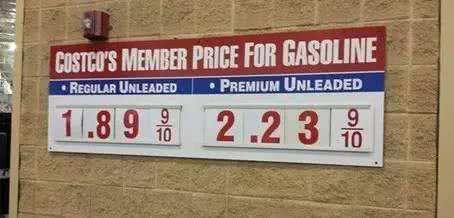 COSTCO'S MEMBER PRICE FOR GASOLINE
• REGULAR UNLEADED • PREMIUM UNLEADED
1.89 9/10 2.23 9/10